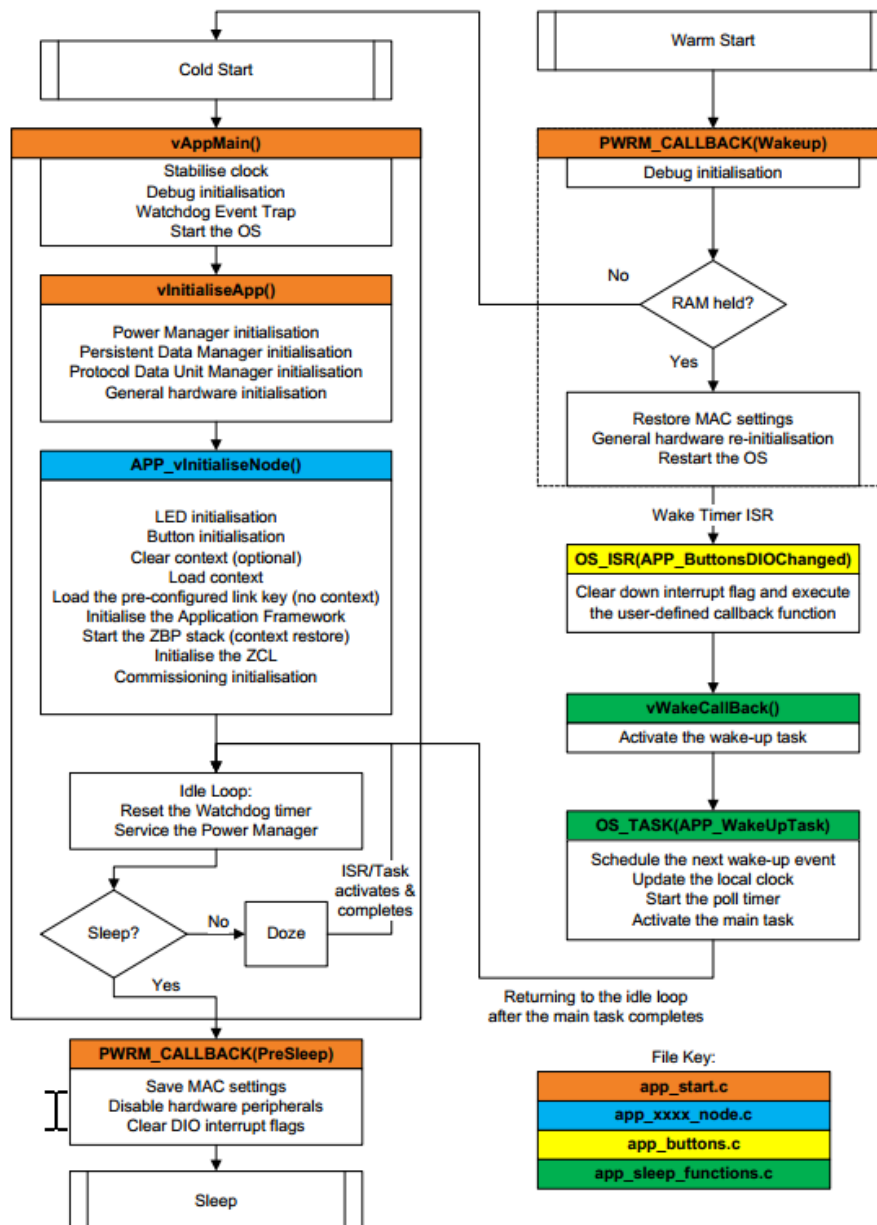 Cold Start
vAppMain()
Stabilise clock
Debug initialisation
Watchdog Event Trap
Start the OS
vInitialiseApp()
Power Manager initialisation
Persistent Data Manager initialisation
Protocol Data Unit Manager initialisation
General hardware initialisation
APP_vInitialiseNode()
LED initialisation
Button initialisation
Clear context (optional)
Load context
Load the pre-configured link key (no context)
Initialise the Application Framework
Start the ZBP stack (context restore)
Initialise the ZCL
Commissioning initialisation
Idle Loop:
Reset the Watchdog timer
Service the Power Manager
ISR/Task
activates &
completes
Sleep?
No
Doze
Yes
PWRM_CALLBACK(PreSleep)
Save MAC settings
Disable hardware peripherals
Clear DIO interrupt flags
Sleep
Warm Start
PWRM_CALLBACK(Wakeup)
Debug initialisation
No
RAM held?
Yes
Restore MAC settings
General hardware re-initialisation
Restart the OS
Wake Timer ISR
OS_ISR(APP_ButtonsDIOChanged)
Clear down interrupt flag and execute
the user-defined callback function
vWakeCallBack()
Activate the wake-up task
OS_TASK(APP_WakeUpTask)
Schedule the next wake-up event
Update the local clock
Start the poll timer
Activate the main task
Returning to the idle loop
after the main task completes
File Key:
app_start.c
app_xxxx_node.c
app_buttons.c
app_sleep_functions.c